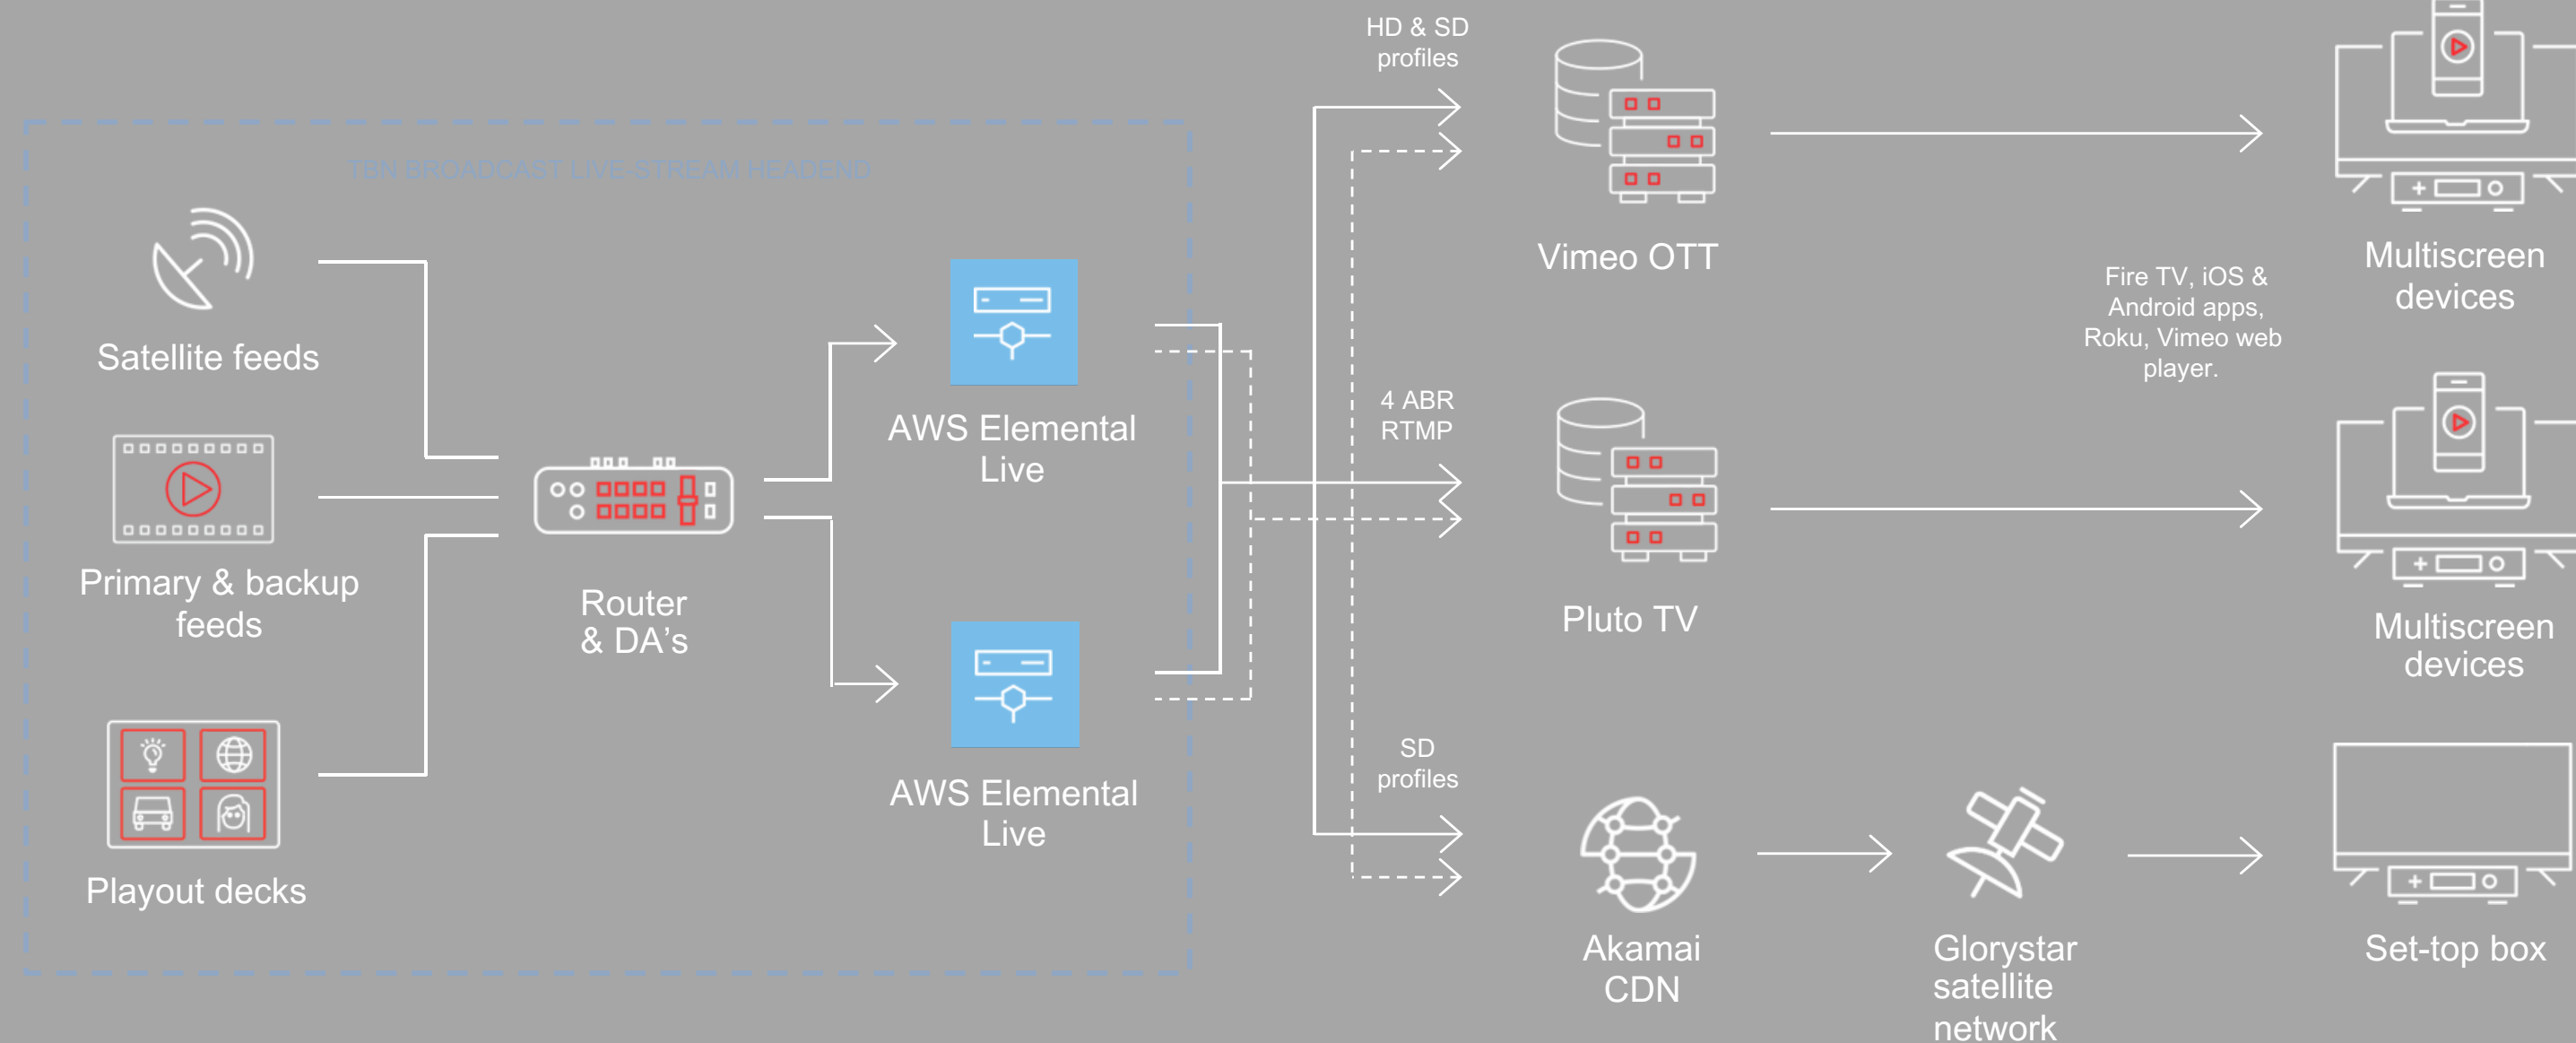 HD & SD
profiles
TBN BROADCAST LIVE-STREAM HEADEND
Satellite feeds
Primary & backup
feeds
Playout decks
Router
& DA's
AWS Elemental
Live
AWS Elemental
Live
Vimeo OTT
4 ABR
RTMP
Pluto TV
SD
profiles
Akamai
CDN
Glorystar
satellite
network
Fire TV, iOS &
Android apps,
Roku, Vimeo web
player.
Multiscreen
devices
Multiscreen
devices
Set-top box